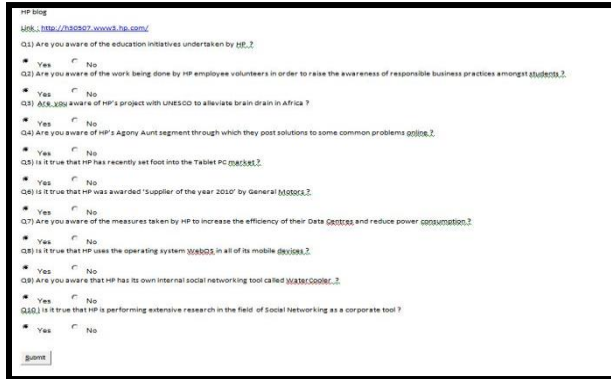 HP blog
Link : http://h30507.www3.hp.com/
Q1) Are you aware of the education initiatives undertaken by HP ?
Yes No
Q2) Are you aware of the work being done by HP employee volunteers in order to raise the awareness of responsible business practices amongst students ?
Yes No
Q3) Are you aware of HP's project with UNESCO to alleviate brain drain in Africa ?
Yes No
Q4) Are you aware of HP's Agony Aunt segment through which they post solutions to some common problems online ?
Yes No
Q5) Is it true that HP has recently set foot into the Tablet PC market ?
Yes No
Q6) Is it true that HP was awarded 'Supplier of the year 2010' by General Motors ?
Yes No
Q7) Are you aware of the measures taken by HP to increase the efficiency of their Data Centres and reduce power consumption ?
Yes No
Q8) Is it true that HP uses the operating system WebOS in all of its mobile devices ?
Yes No
Q9) Are you aware that HP has its own internal social networking tool called WaterCooler ?
Yes No
Q10) Is it true that HP is performing extensive research in the field of Social Networking as a corporate tool ?
Yes No
Submit